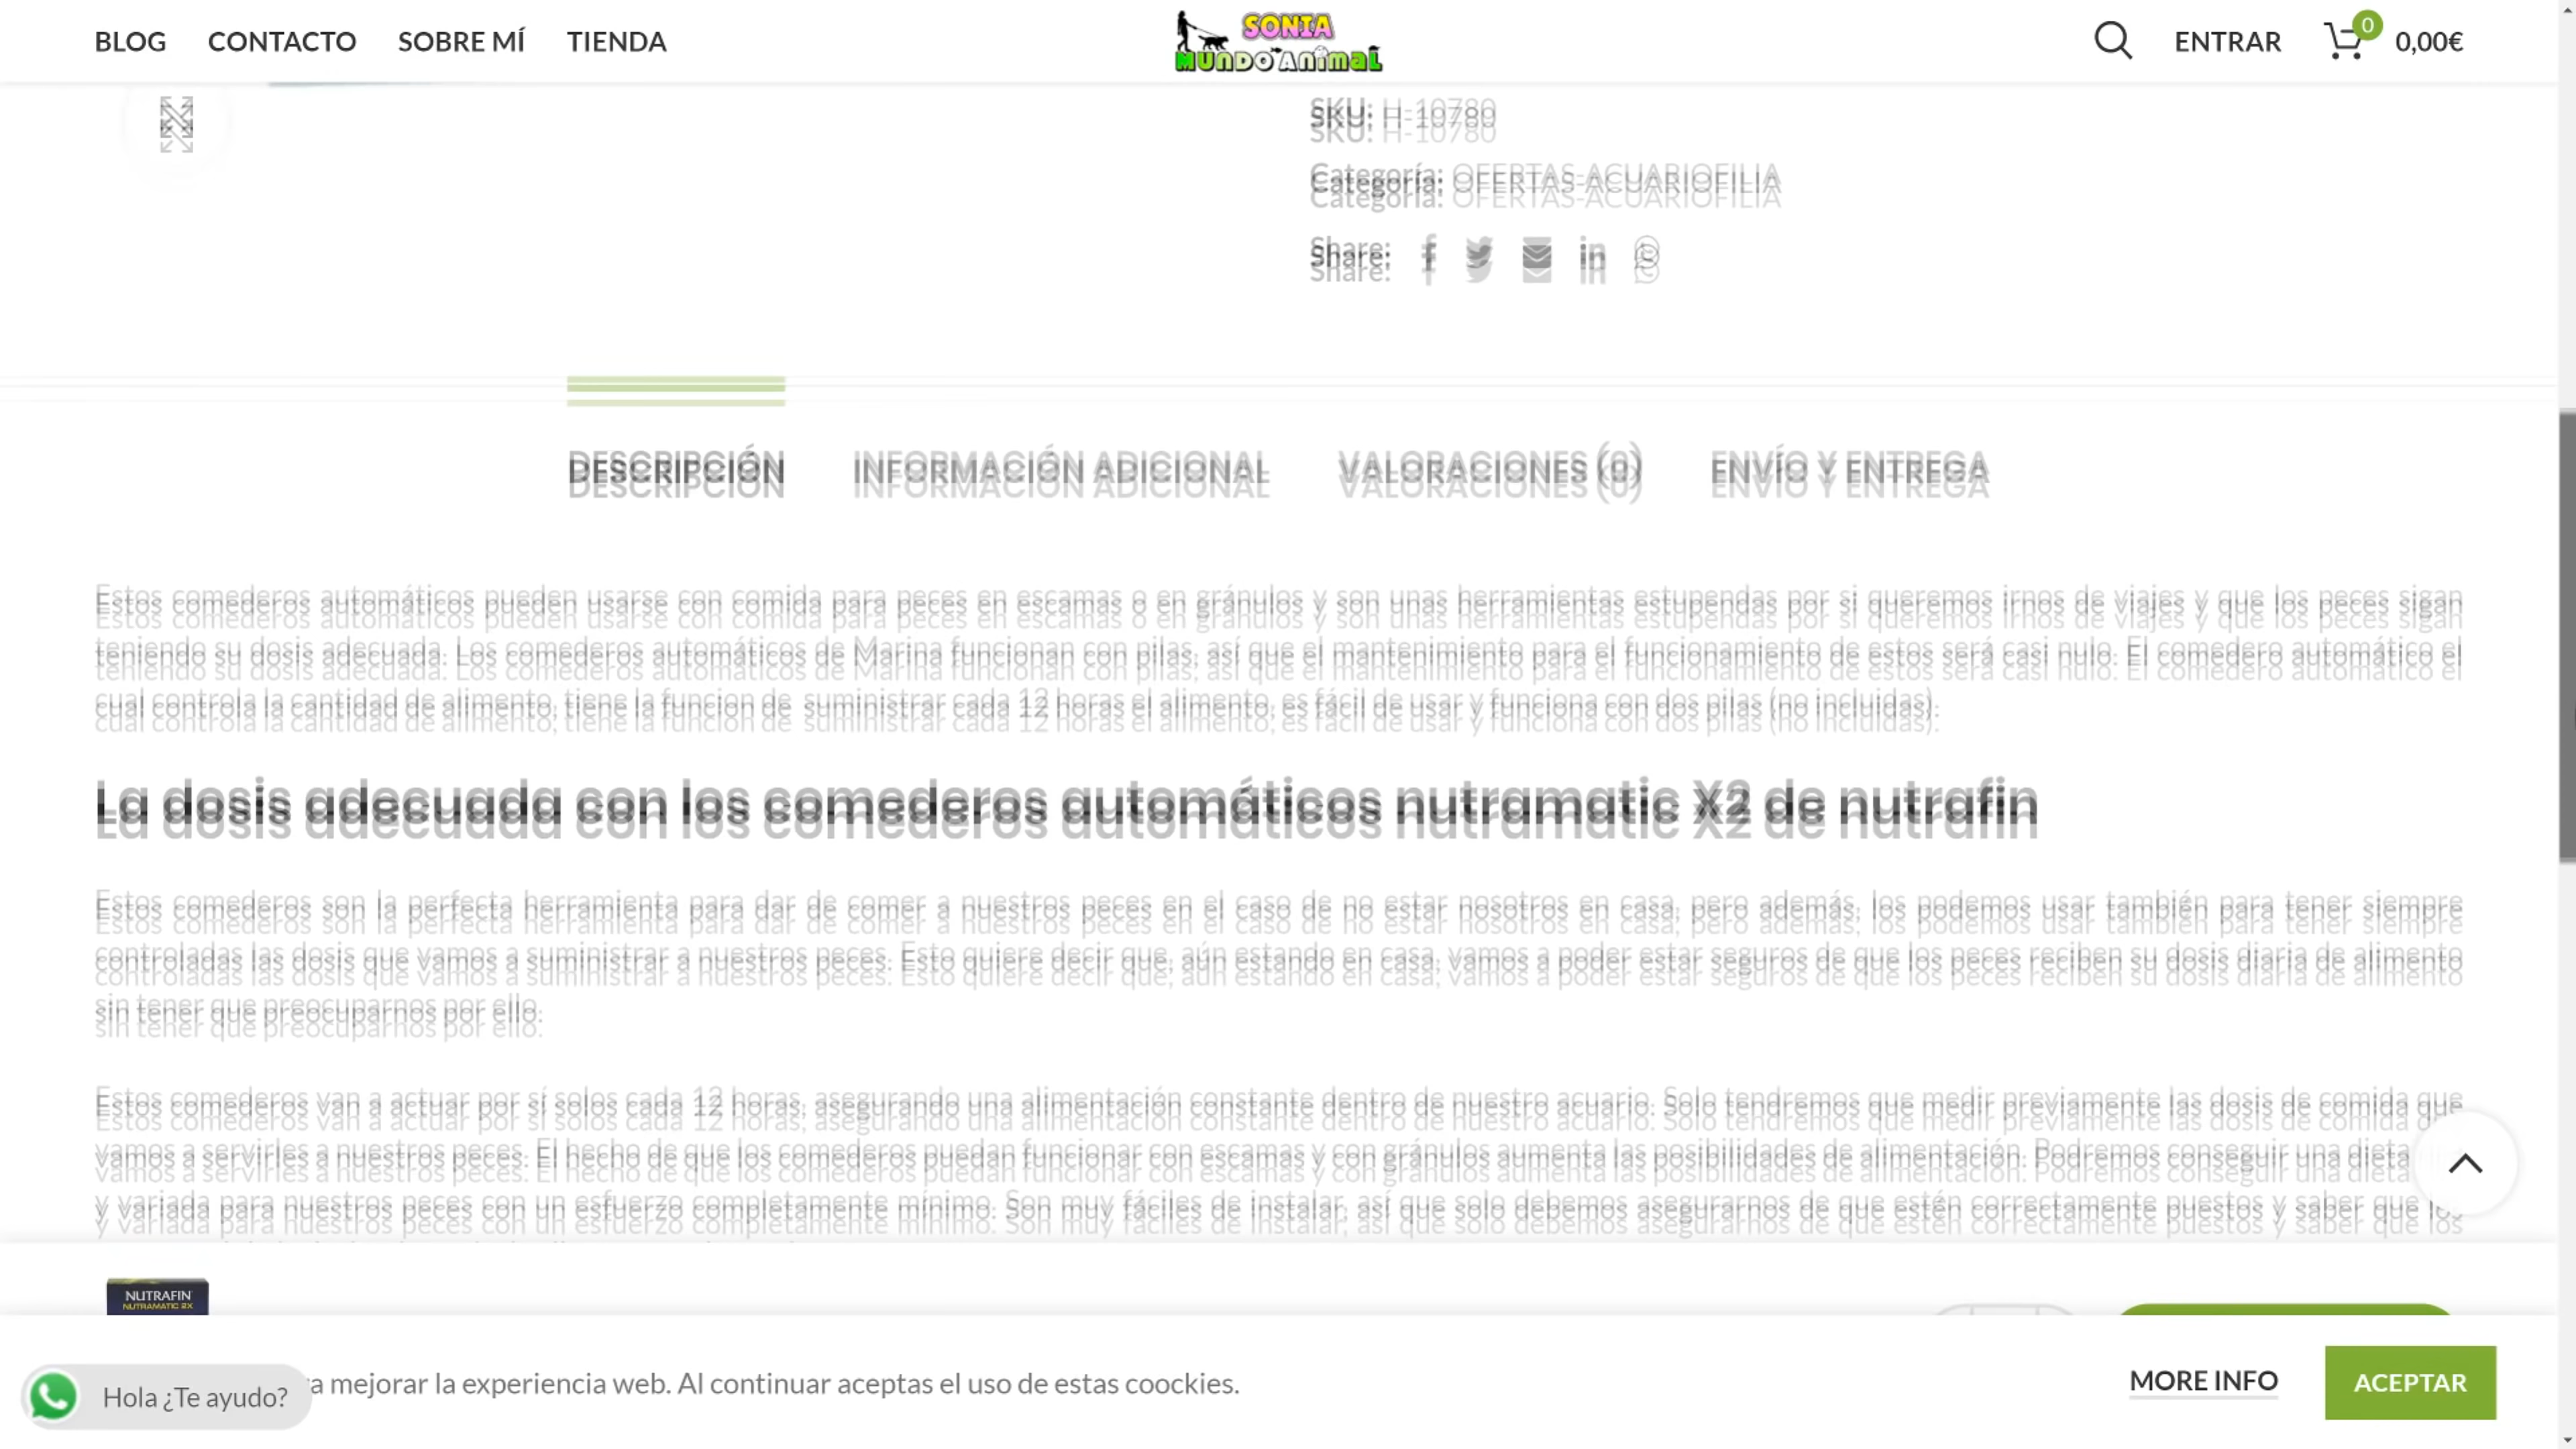 BLOG CONTACTO SOBRE MÍ TIENDA
SONIA
MUNDO ANIMAL
ENTRAR 0 0,00€
SKU: H-10780
Categoría: OFERTAS-ACUARIOFILIA
Share:
DESCRIPCIÓN INFORMACIÓN ADICIONAL VALORACIONES (0) ENVÍO Y ENTREGA
Estos comederos automáticos pueden usarse con comida para peces en escamas o en gránulos y son unas herramientas estupendas por si queremos irnos de viajes y que los peces sigan
teniendo su dosis adecuada. Los comederos automáticos de Marina funcionan con pilas, así que el mantenimiento para el funcionamiento de estos será casi nulo. El comedero automático el
cual controla la cantidad de alimento, tiene la funcion de suministrar cada 12 horas el alimento, es fácil de usar y funciona con dos pilas (no incluidas).
La dosis adecuada con los comederos automáticos nutramatic X2 de nutrafin
Estos comederos son la perfecta herramienta para dar de comer a nuestros peces en el caso de no estar nosotros en casa, pero además, los podemos usar también para tener siempre
controladas las dosis que vamos a suministrar a nuestros peces. Esto quiere decir que, aún estando en casa, vamos a poder estar seguros de que los peces reciben su dosis diaria de alimento
sin tener que preocuparnos por ello.
Estos comederos van a actuar por sí solos cada 12 horas, asegurando una alimentación constante dentro de nuestro acuario. Solo tendremos que medir previamente las dosis de comida que
vamos a servirles a nuestros peces. El hecho de que los comederos puedan funcionar con escamas y con gránulos aumenta las posibilidades de alimentación. Podremos conseguir una dieta
y variada para nuestros peces con un esfuerzo completamente mínimo. Son muy fáciles de instalar, así que solo debemos asegurarnos de que estén correctamente puestos y saber que los
NUTRAFIN
NUTRAMATIC 2X
Hola ¿Te ayudo? a mejorar la experiencia web. Al continuar aceptas el uso de estas coockies. MORE INFO ACEPTAR